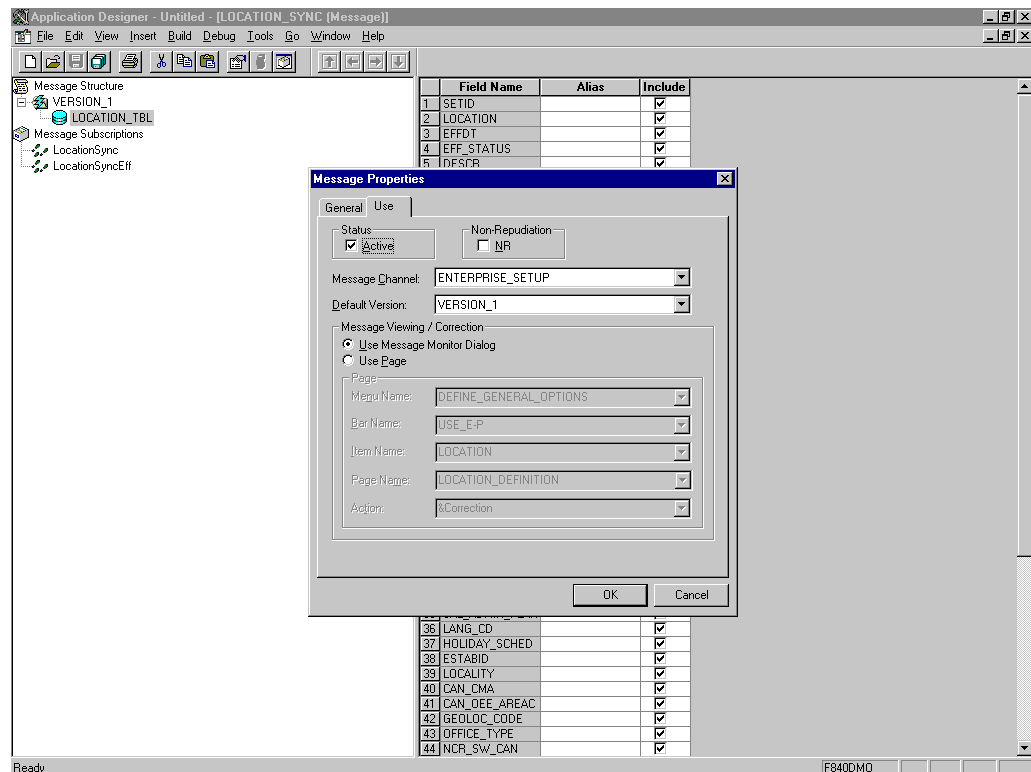 Application Designer - Untitled - [LOCATION_SYNC (Message)]
File Edit View Insert Build Debug Tools Go Window Help
Message Structure
VERSION_1
LOCATION_TBL
Message Subscriptions
LocationSync
LocationSyncEff
Field Name Alias Include
1 SETID
2 LOCATION
3 EFFDT
4 EFF_STATUS
5 DESCR
Message Properties
General Use
Status
Active
Non-Repudiation
NR
Message Channel: ENTERPRISE_SETUP
Default Version: VERSION_1
Message Viewing / Correction
Use Message Monitor Dialog
Use Page
Page
Menu Name: DEFINE_GENERAL_OPTIONS
Bar Name: USE_E-P
Item Name: LOCATION
Page Name: LOCATION_DEFINITION
Action: &Correction
OK Cancel
36 LANG_CD
37 HOLIDAY_SCHED
38 ESTABID
39 LOCALITY
40 CAN_CMA
41 CAN_OEE_AREAC
42 GEOLOC_CODE
43 OFFICE_TYPE
44 NCR_SW_CAN
Ready F840DMO